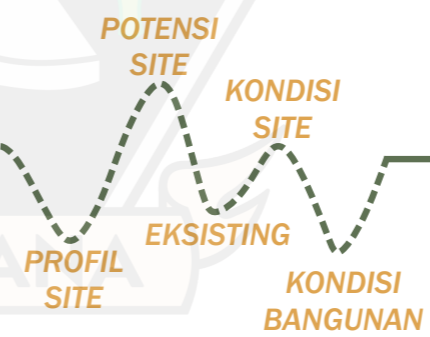 POTENSI
SITE
KONDISI
SITE
EKSISTING
PROFIL
SITE
KONDISI
BANGUNAN